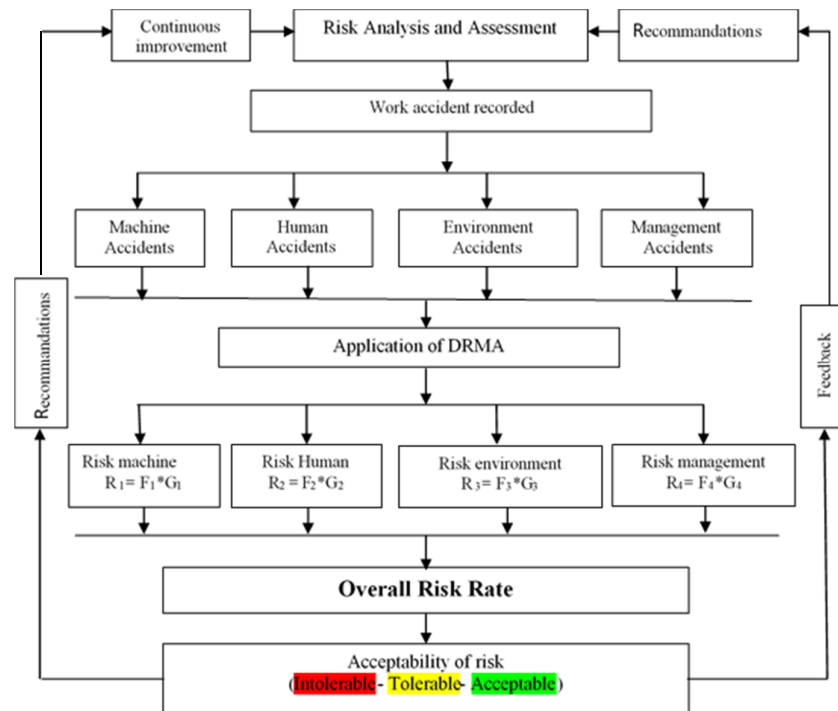 Continuous
improvement
Risk Analysis and Assessment
Recommandations
Work accident recorded
Machine
Accidents
Human
Accidents
Environment
Accidents
Management
Accidents
Recommandations
Feedback
Application of DRMA
Risk machine
R1= F1*G1
Risk Human
R2= F2*G2
Risk environment
R3= F3*G3
Risk management
R4= F4*G4
Overall Risk Rate
Acceptability of risk
(Intolerable- Tolerable- Acceptable)